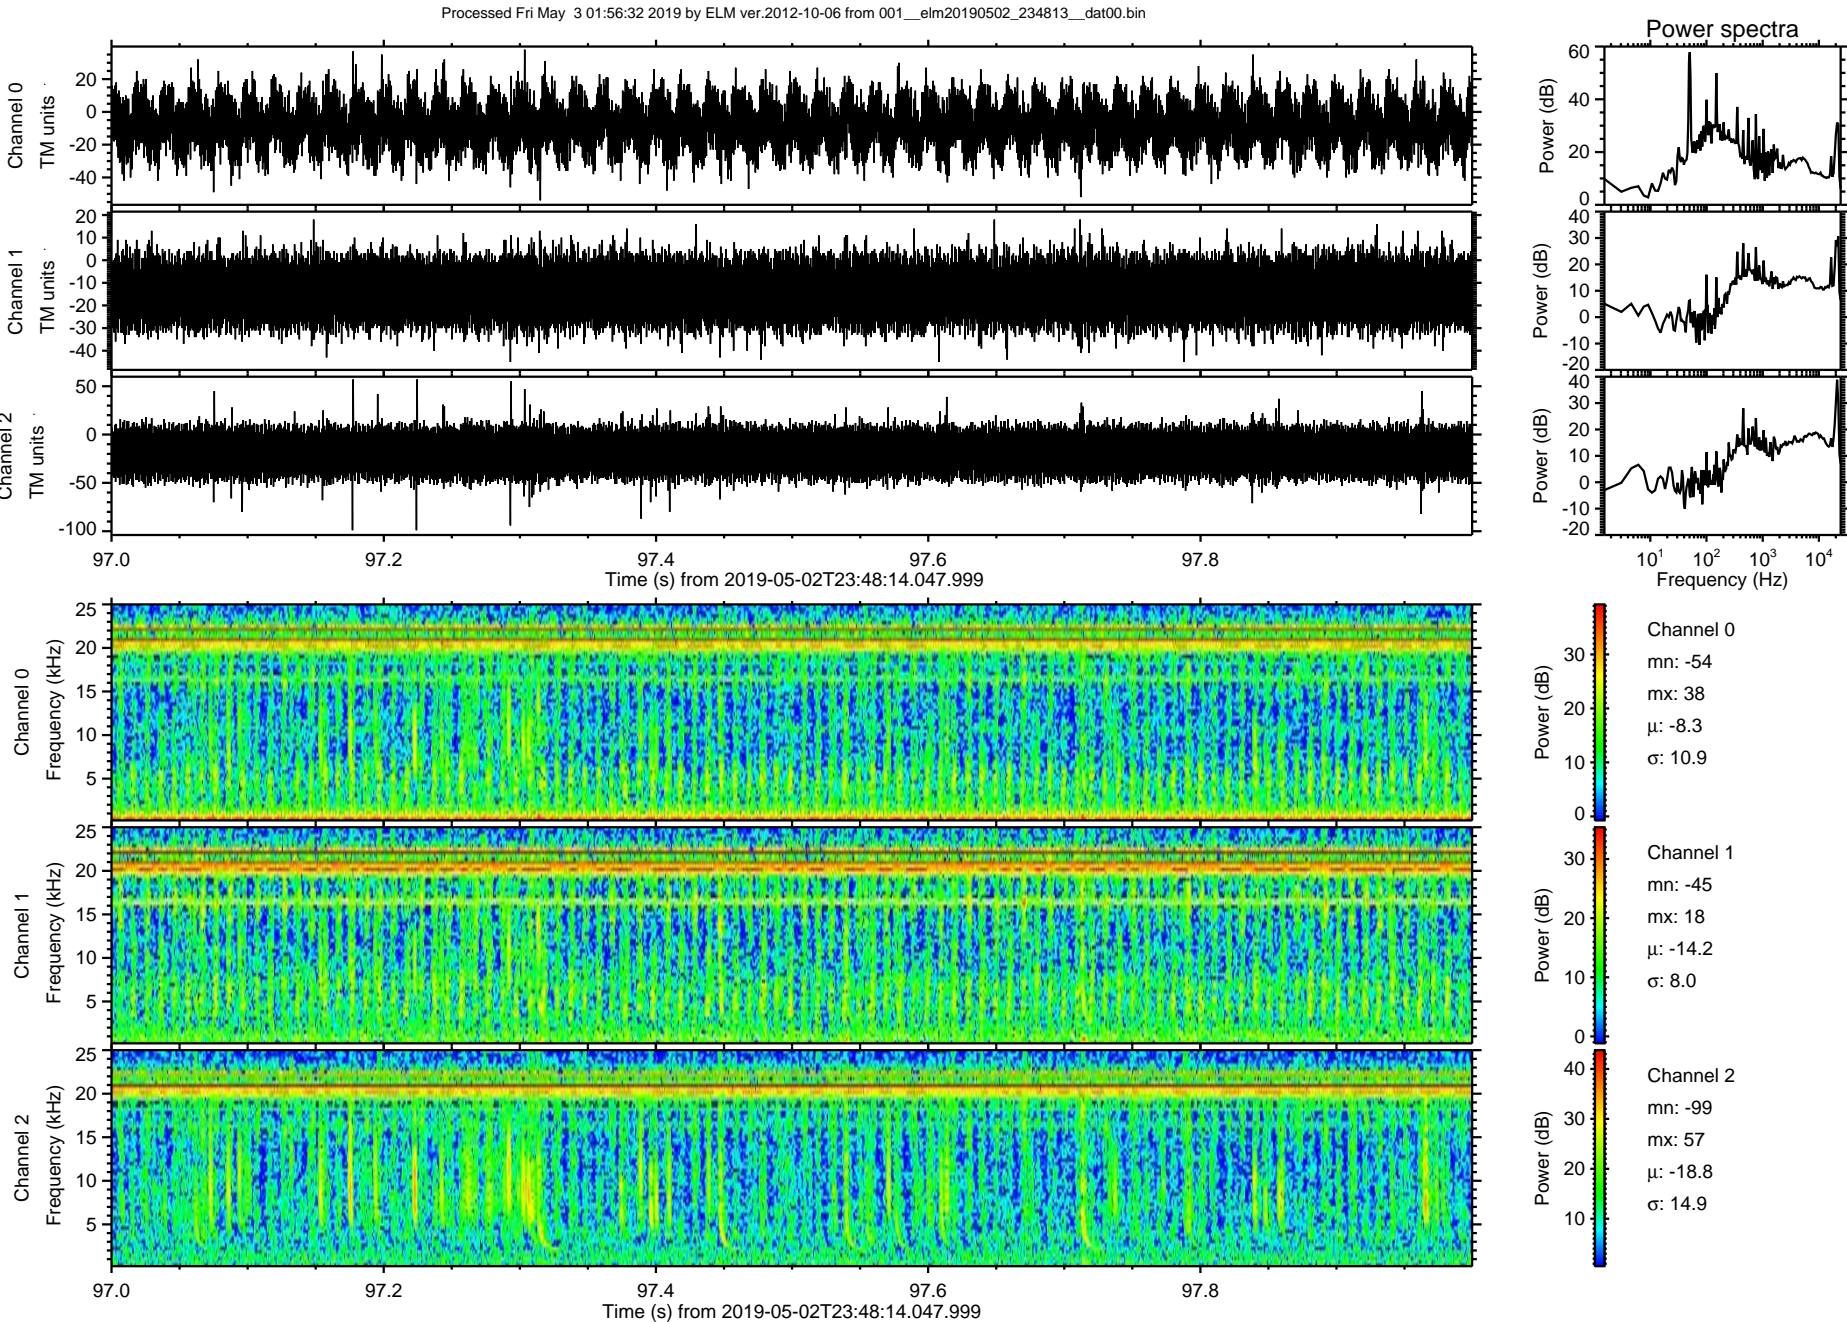 Processed Fri May  3 01:56:32 2019 by ELM ver.2012-10-06 from 001__elm20190502_234813__dat00.bin
Power spectra
Channel 0
TM units
20
0
-20
-40
Power (dB)
60
40
20
0
Channel 1
TM units
20
10
0
-10
-20
-30
-40
Power (dB)
40
30
20
10
0
-10
-20
Channel 2
TM units
50
0
-50
-100
Power (dB)
40
30
20
10
0
-10
-20
97.0 97.2 97.4 97.6 97.8
Time (s) from 2019-05-02T23:48:14.047.999
10^1 10^2 10^3 10^4
Frequency (Hz)
Channel 0
Frequency (kHz)
25
20
15
10
5
Power (dB)
30
20
10
0
Channel 0
mn: -54
mx: 38
μ: -8.3
σ: 10.9
Channel 1
Frequency (kHz)
25
20
15
10
5
Power (dB)
30
20
10
0
Channel 1
mn: -45
mx: 18
μ: -14.2
σ: 8.0
Channel 2
Frequency (kHz)
25
20
15
10
5
Power (dB)
40
30
20
10
Channel 2
mn: -99
mx: 57
μ: -18.8
σ: 14.9
97.0 97.2 97.4 97.6 97.8
Time (s) from 2019-05-02T23:48:14.047.999